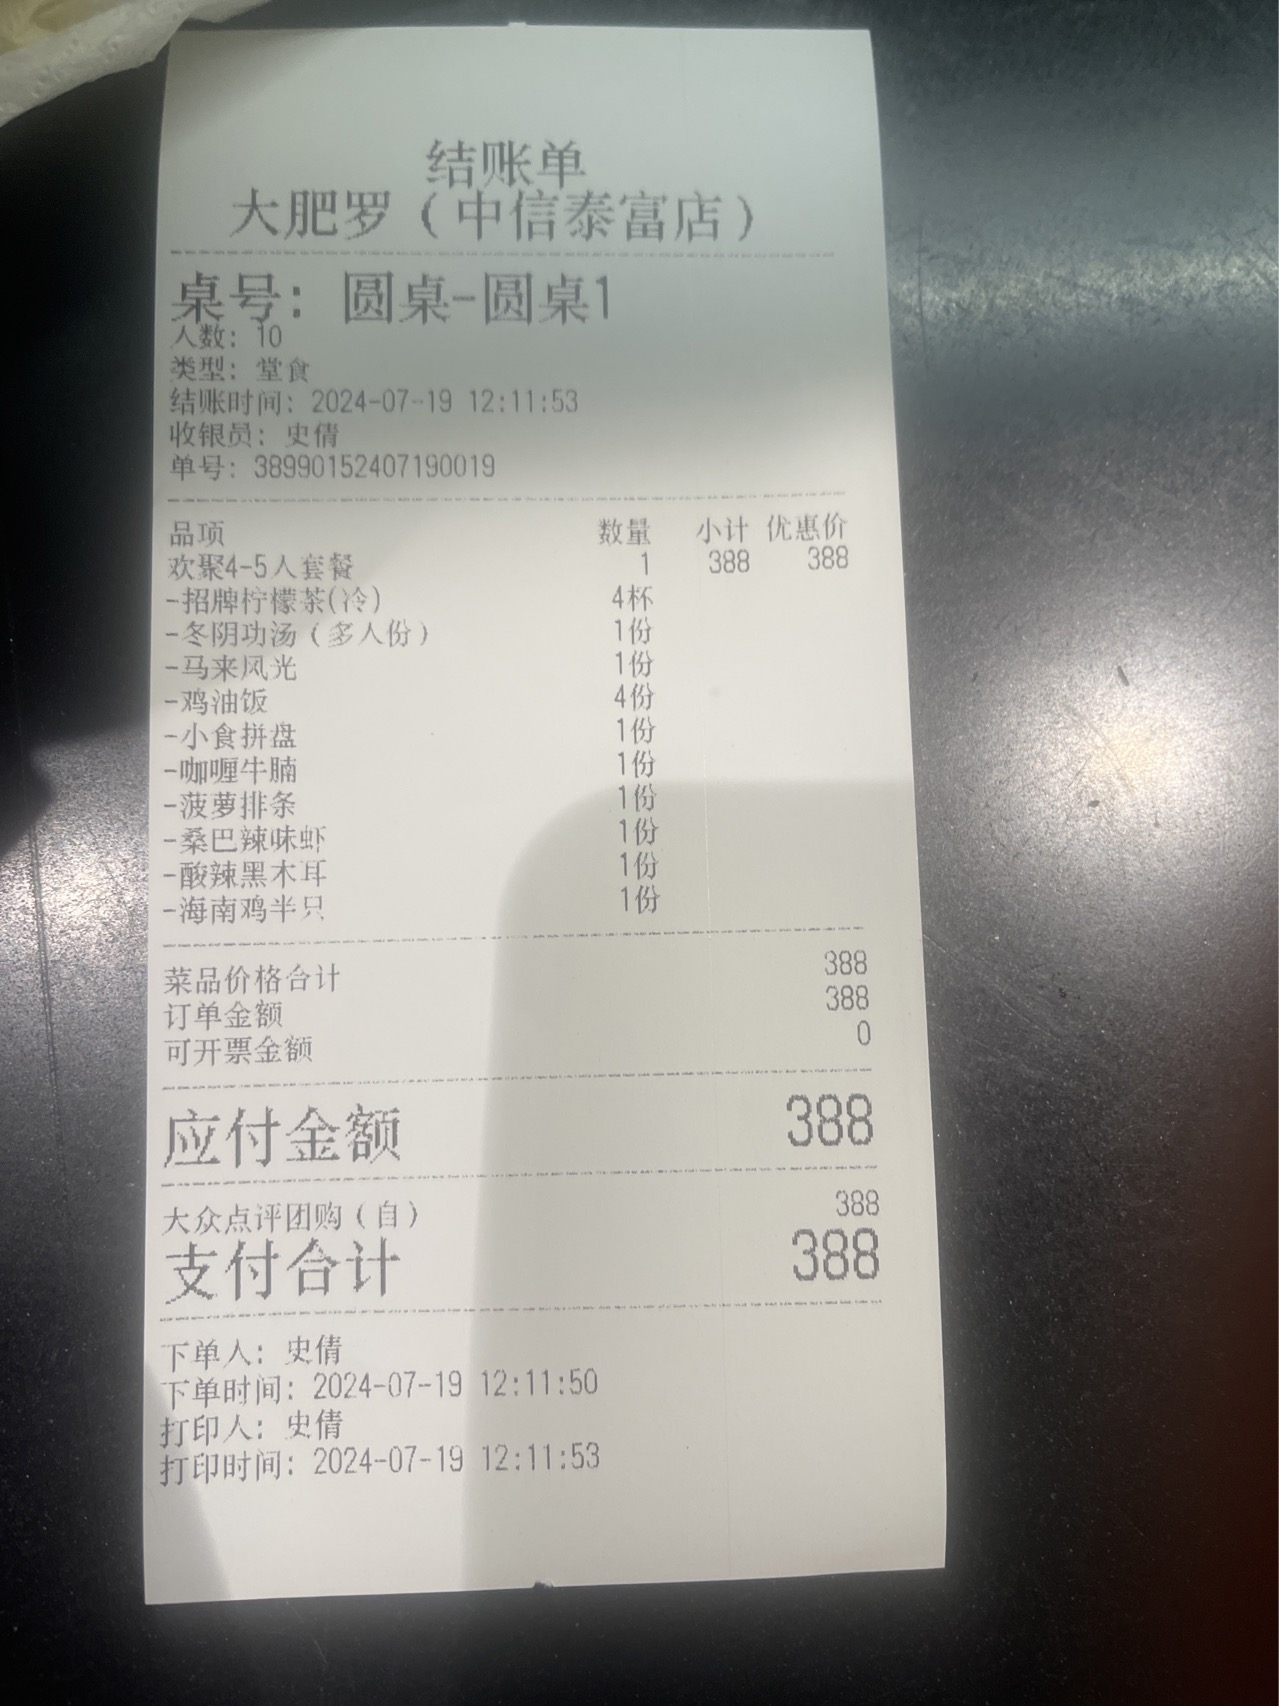 结账单
大肥罗（中信泰富店）
桌号：圆桌-圆桌1
人数：10
类型：堂食
结账时间：2024-07-19 12:11:53
收银员：史倩
单号：38990152407190019
品项 数量 小计 优惠价
欢聚4-5人套餐 1 388 388
-招牌柠檬茶(冷) 4杯
-冬阴功汤（多人份） 1份
-马来风光 1份
-鸡油饭 4份
-小食拼盘 1份
-咖喱牛腩 1份
-菠萝排条 1份
-桑巴辣味虾 1份
-酸辣黑木耳 1份
-海南鸡半只 1份
菜品价格合计 388
订单金额 388
可开票金额 0
应付金额 388
大众点评团购（自） 388
支付合计 388
下单人：史倩
下单时间：2024-07-19 12:11:50
打印人：史倩
打印时间：2024-07-19 12:11:53